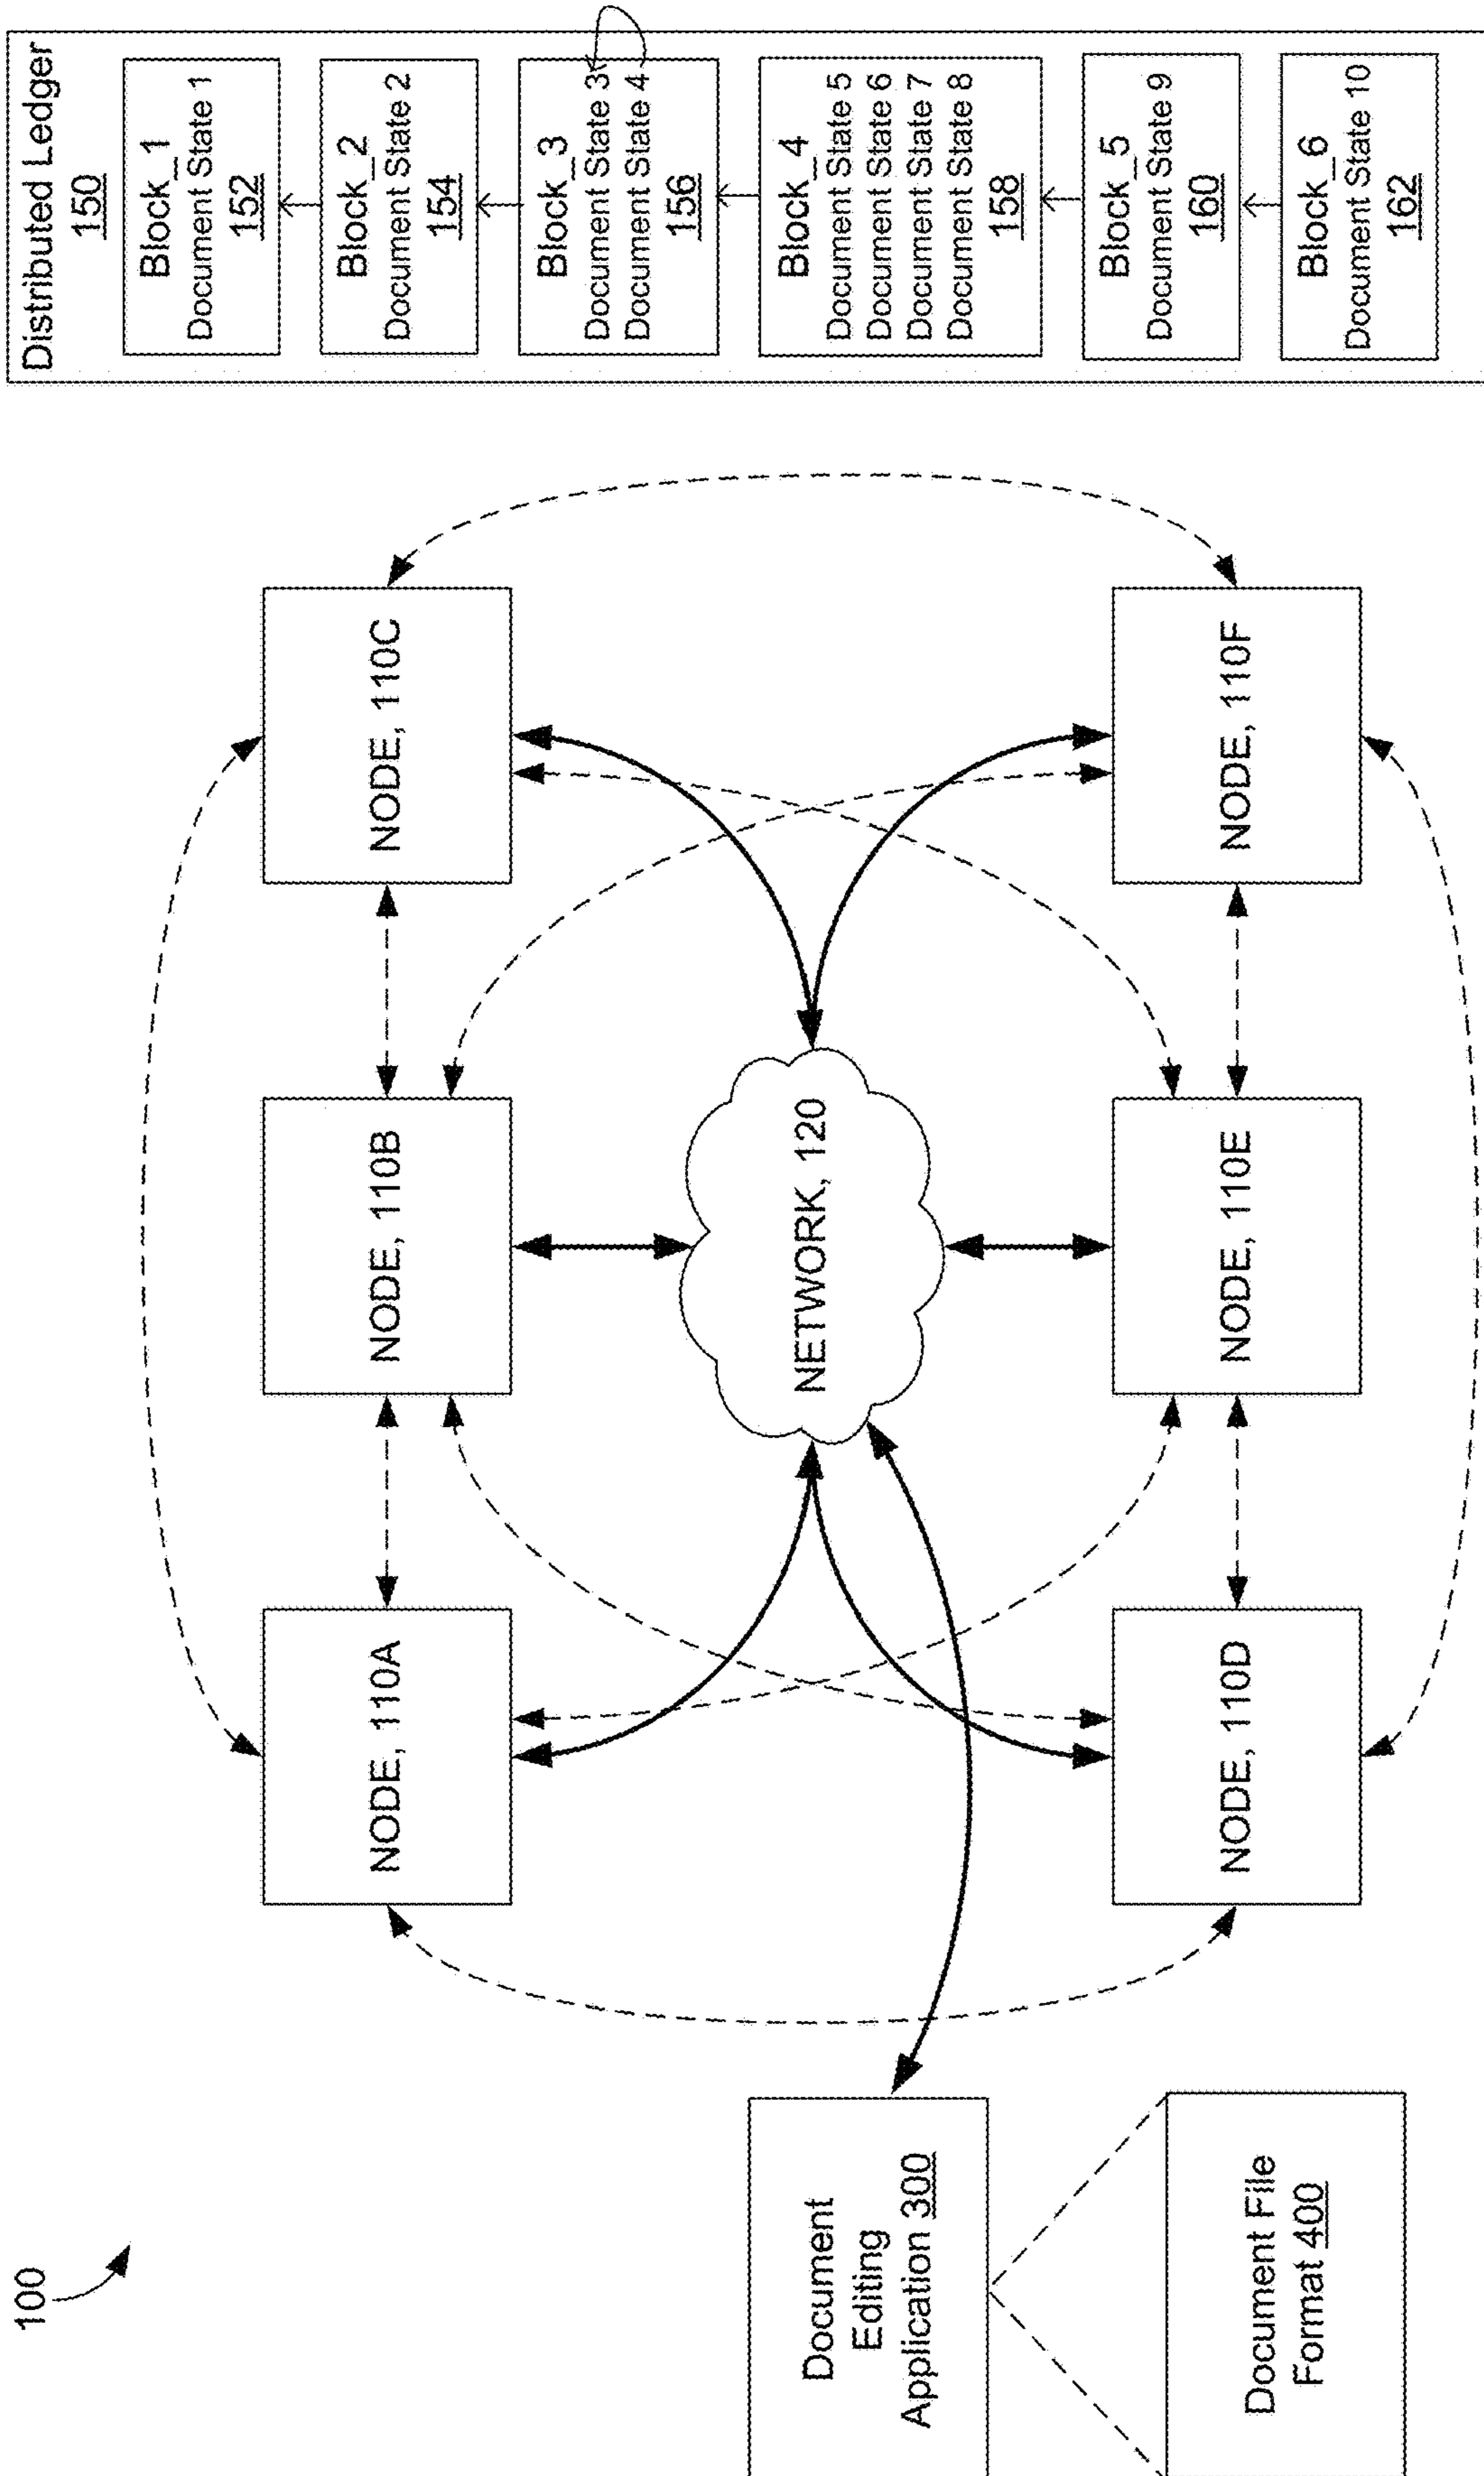 100
NODE, 110A
NODE, 110B
NODE, 110C
NETWORK, 120
NODE, 110D
NODE, 110E
NODE, 110F
Document
Editing
Application 300
Document File
Format 400
Distributed Ledger
150
Block_1
Document State 1
152
Block_2
Document State 2
154
Block_3
Document State 3
Document State 4
156
Block_4
Document State 5
Document State 6
Document State 7
Document State 8
158
Block_5
Document State 9
160
Block_6
Document State 10
162